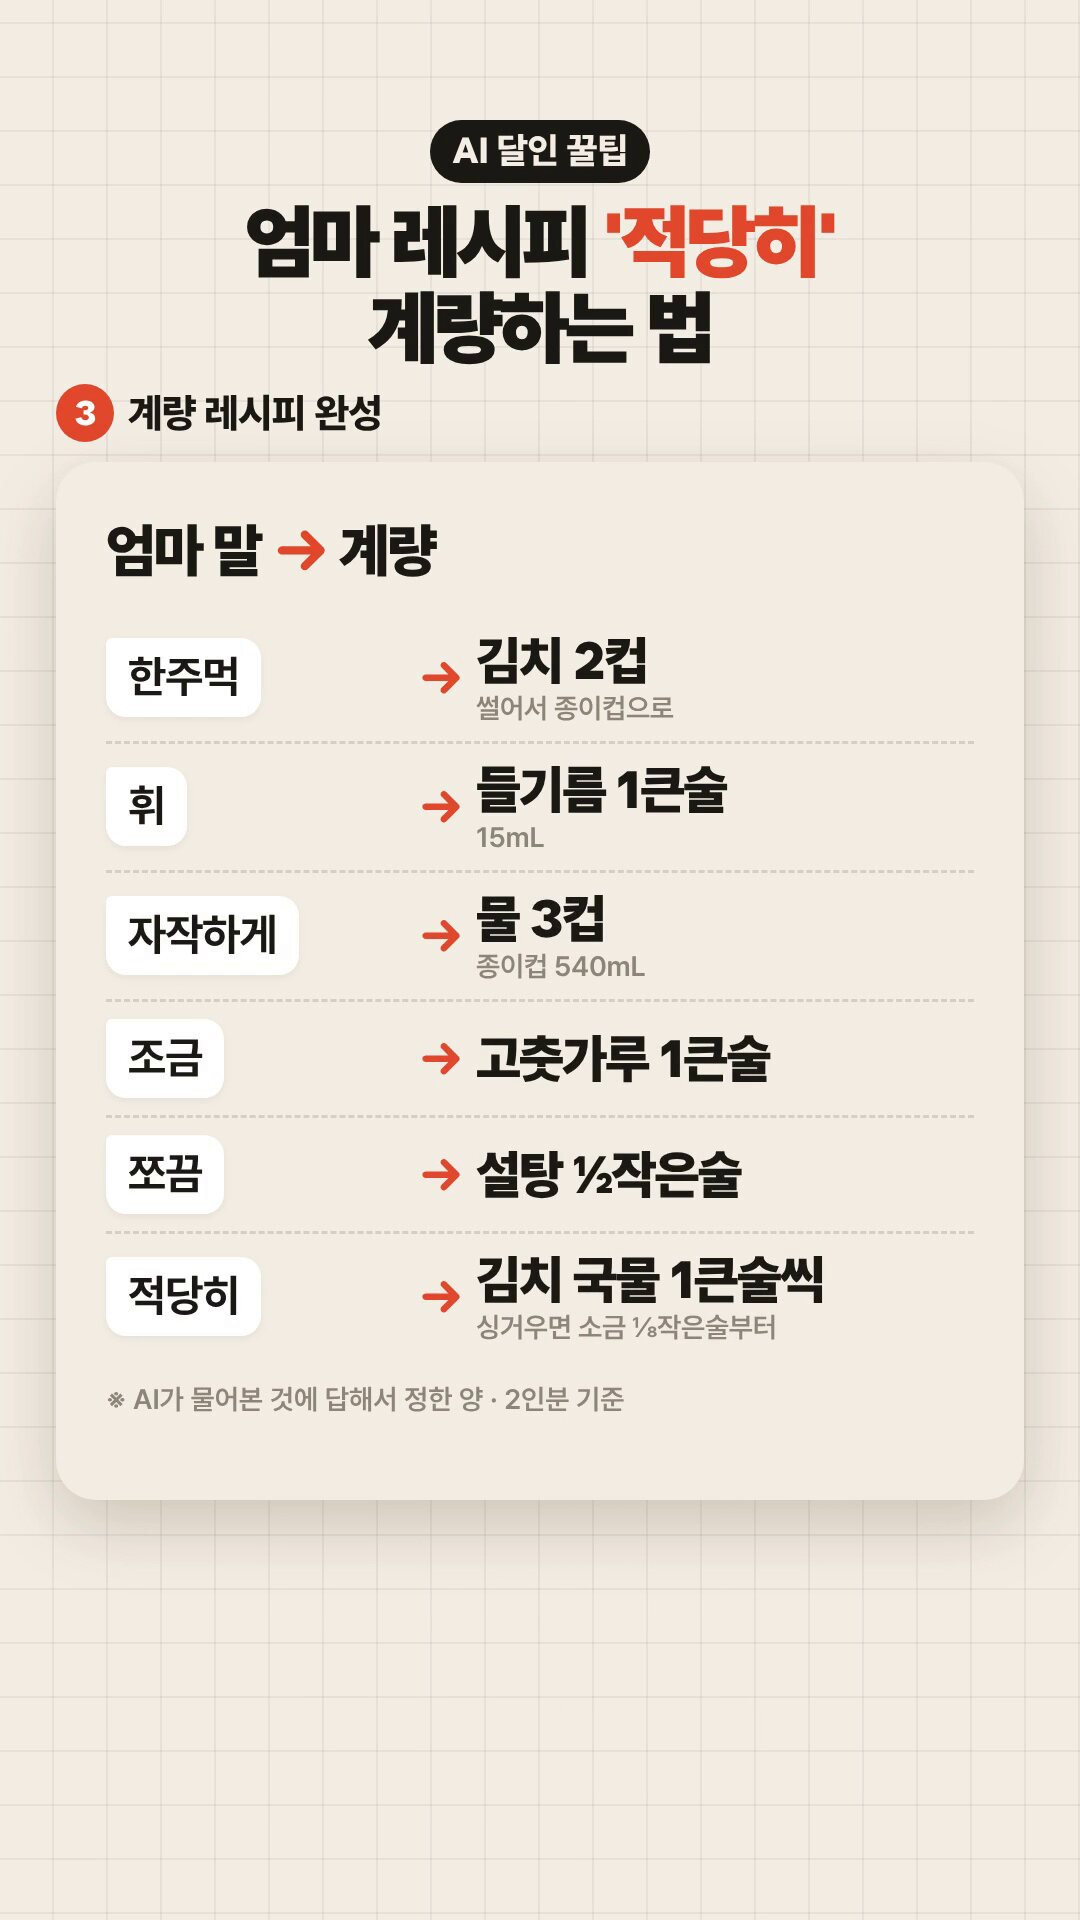 AI 달인 꿀팁
엄마 레시피 '적당히'
계량하는 법
3 계량 레시피 완성
엄마 말 → 계량
한주먹 → 김치 2컵
썰어서 종이컵으로
휘 → 들기름 1큰술
15mL
자작하게 → 물 3컵
종이컵 540mL
조금 → 고춧가루 1큰술
쪼끔 → 설탕 ½작은술
적당히 → 김치 국물 1큰술씩
싱거우면 소금 ⅛작은술부터
※ AI가 물어본 것에 답해서 정한 양 · 2인분 기준